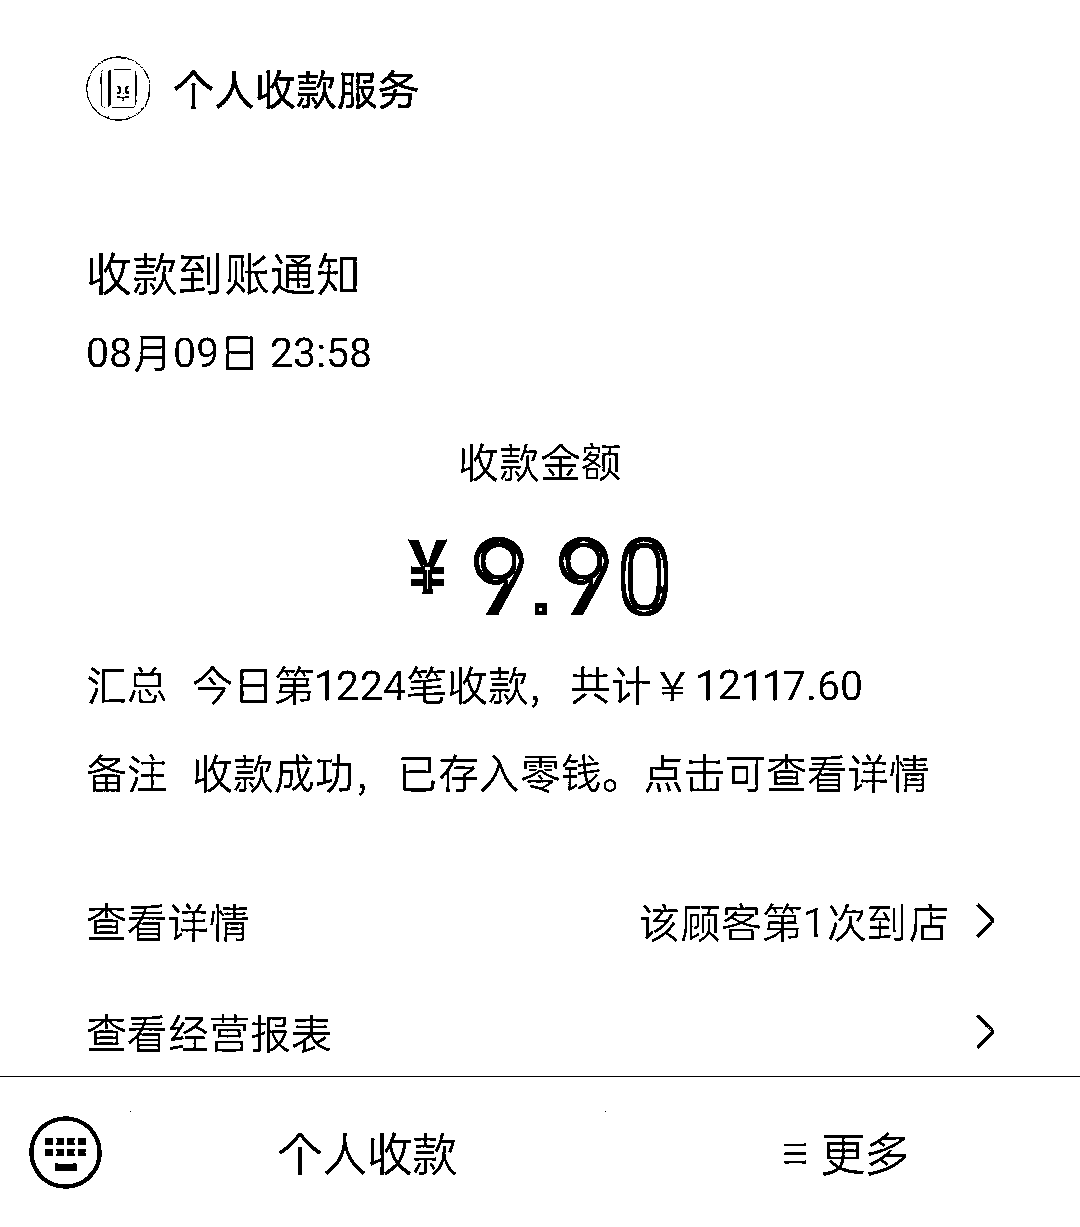 个人收款服务
收款到账通知
08月09日 23:58
收款金额
¥9.90
汇总 今日第1224笔收款，共计¥12117.60
备注 收款成功，已存入零钱。点击可查看详情
查看详情 该顾客第1次到店
查看经营报表
个人收款 更多